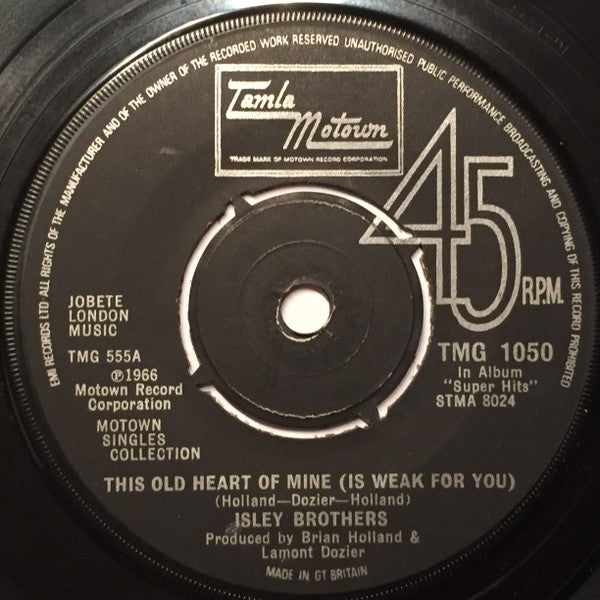 EMI RECORDS LTD ALL RIGHTS OF THE MANUFACTURER AND OF THE OWNER OF THE RECORDED WORK RESERVED UNAUTHORISED PUBLIC PERFORMANCE BROADCASTING AND COPYING OF THIS RECORD PROHIBITED
Tamla
Motown
TRADE MARK OF MOTOWN RECORD CORPORATION
45
R.P.M.
JOBETE
LONDON
MUSIC
TMG 555A
Ⓟ1966
Motown Record
Corporation
MOTOWN
SINGLES
COLLECTION
TMG 1050
In Album
"Super Hits"
STMA 8024
THIS OLD HEART OF MINE (IS WEAK FOR YOU)
(Holland—Dozier—Holland)
ISLEY BROTHERS
Produced by Brian Holland &
Lamont Dozier
MADE IN GT BRITAIN